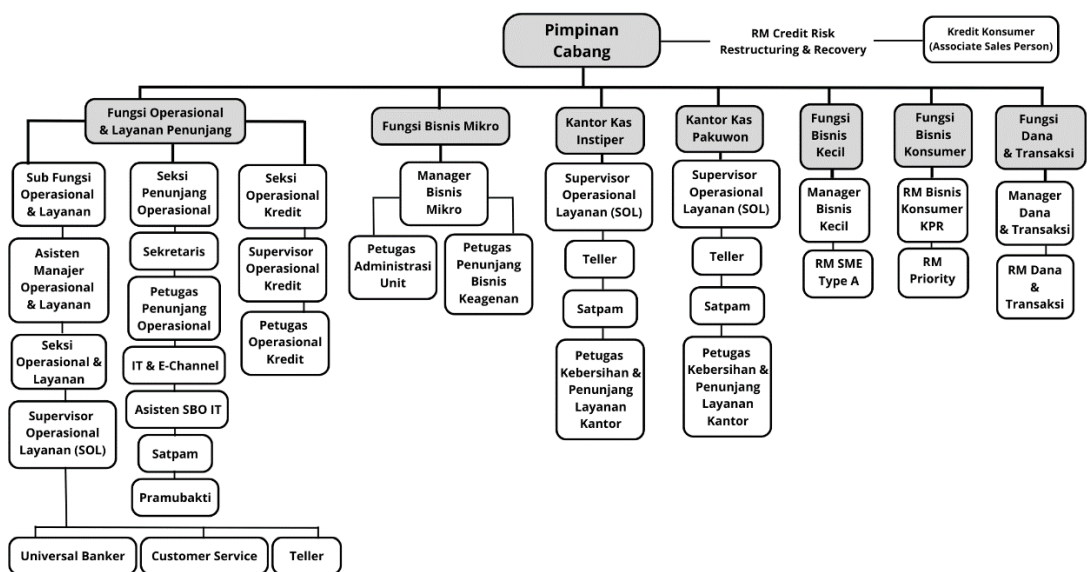 Pimpinan
Cabang
RM Credit Risk
Restructuring & Recovery
Kredit Konsumer
(Associate Sales Person)
Fungsi Operasional
& Layanan Penunjang
Fungsi Bisnis Mikro
Kantor Kas
Instiper
Kantor Kas
Pakuwon
Fungsi
Bisnis
Kecil
Fungsi
Bisnis
Konsumer
Fungsi
Dana
& Transaksi
Sub Fungsi
Operasional
& Layanan
Asisten
Manajer
Operasional
& Layanan
Seksi
Operasional &
Layanan
Supervisor
Operasional
Layanan (SOL)
Universal Banker
Customer Service
Teller
Seksi
Penunjang
Operasional
Sekretaris
Petugas
Penunjang
Operasional
IT & E-Channel
Asisten SBO IT
Satpam
Pramubakti
Seksi
Operasional
Kredit
Supervisor
Operasional
Kredit
Petugas
Operasional
Kredit
Manager
Bisnis
Mikro
Petugas
Administrasi
Unit
Petugas
Penunjang
Bisnis
Keagenan
Supervisor
Operasional
Layanan (SOL)
Teller
Satpam
Petugas
Kebersihan &
Penunjang
Layanan
Kantor
Supervisor
Operasional
Layanan (SOL)
Teller
Satpam
Petugas
Kebersihan &
Penunjang
Layanan
Kantor
Manager
Bisnis
Kecil
RM SME
Type A
RM Bisnis
Konsumer
KPR
RM
Priority
Manager
Dana
& Transaksi
RM Dana
&
Transaksi